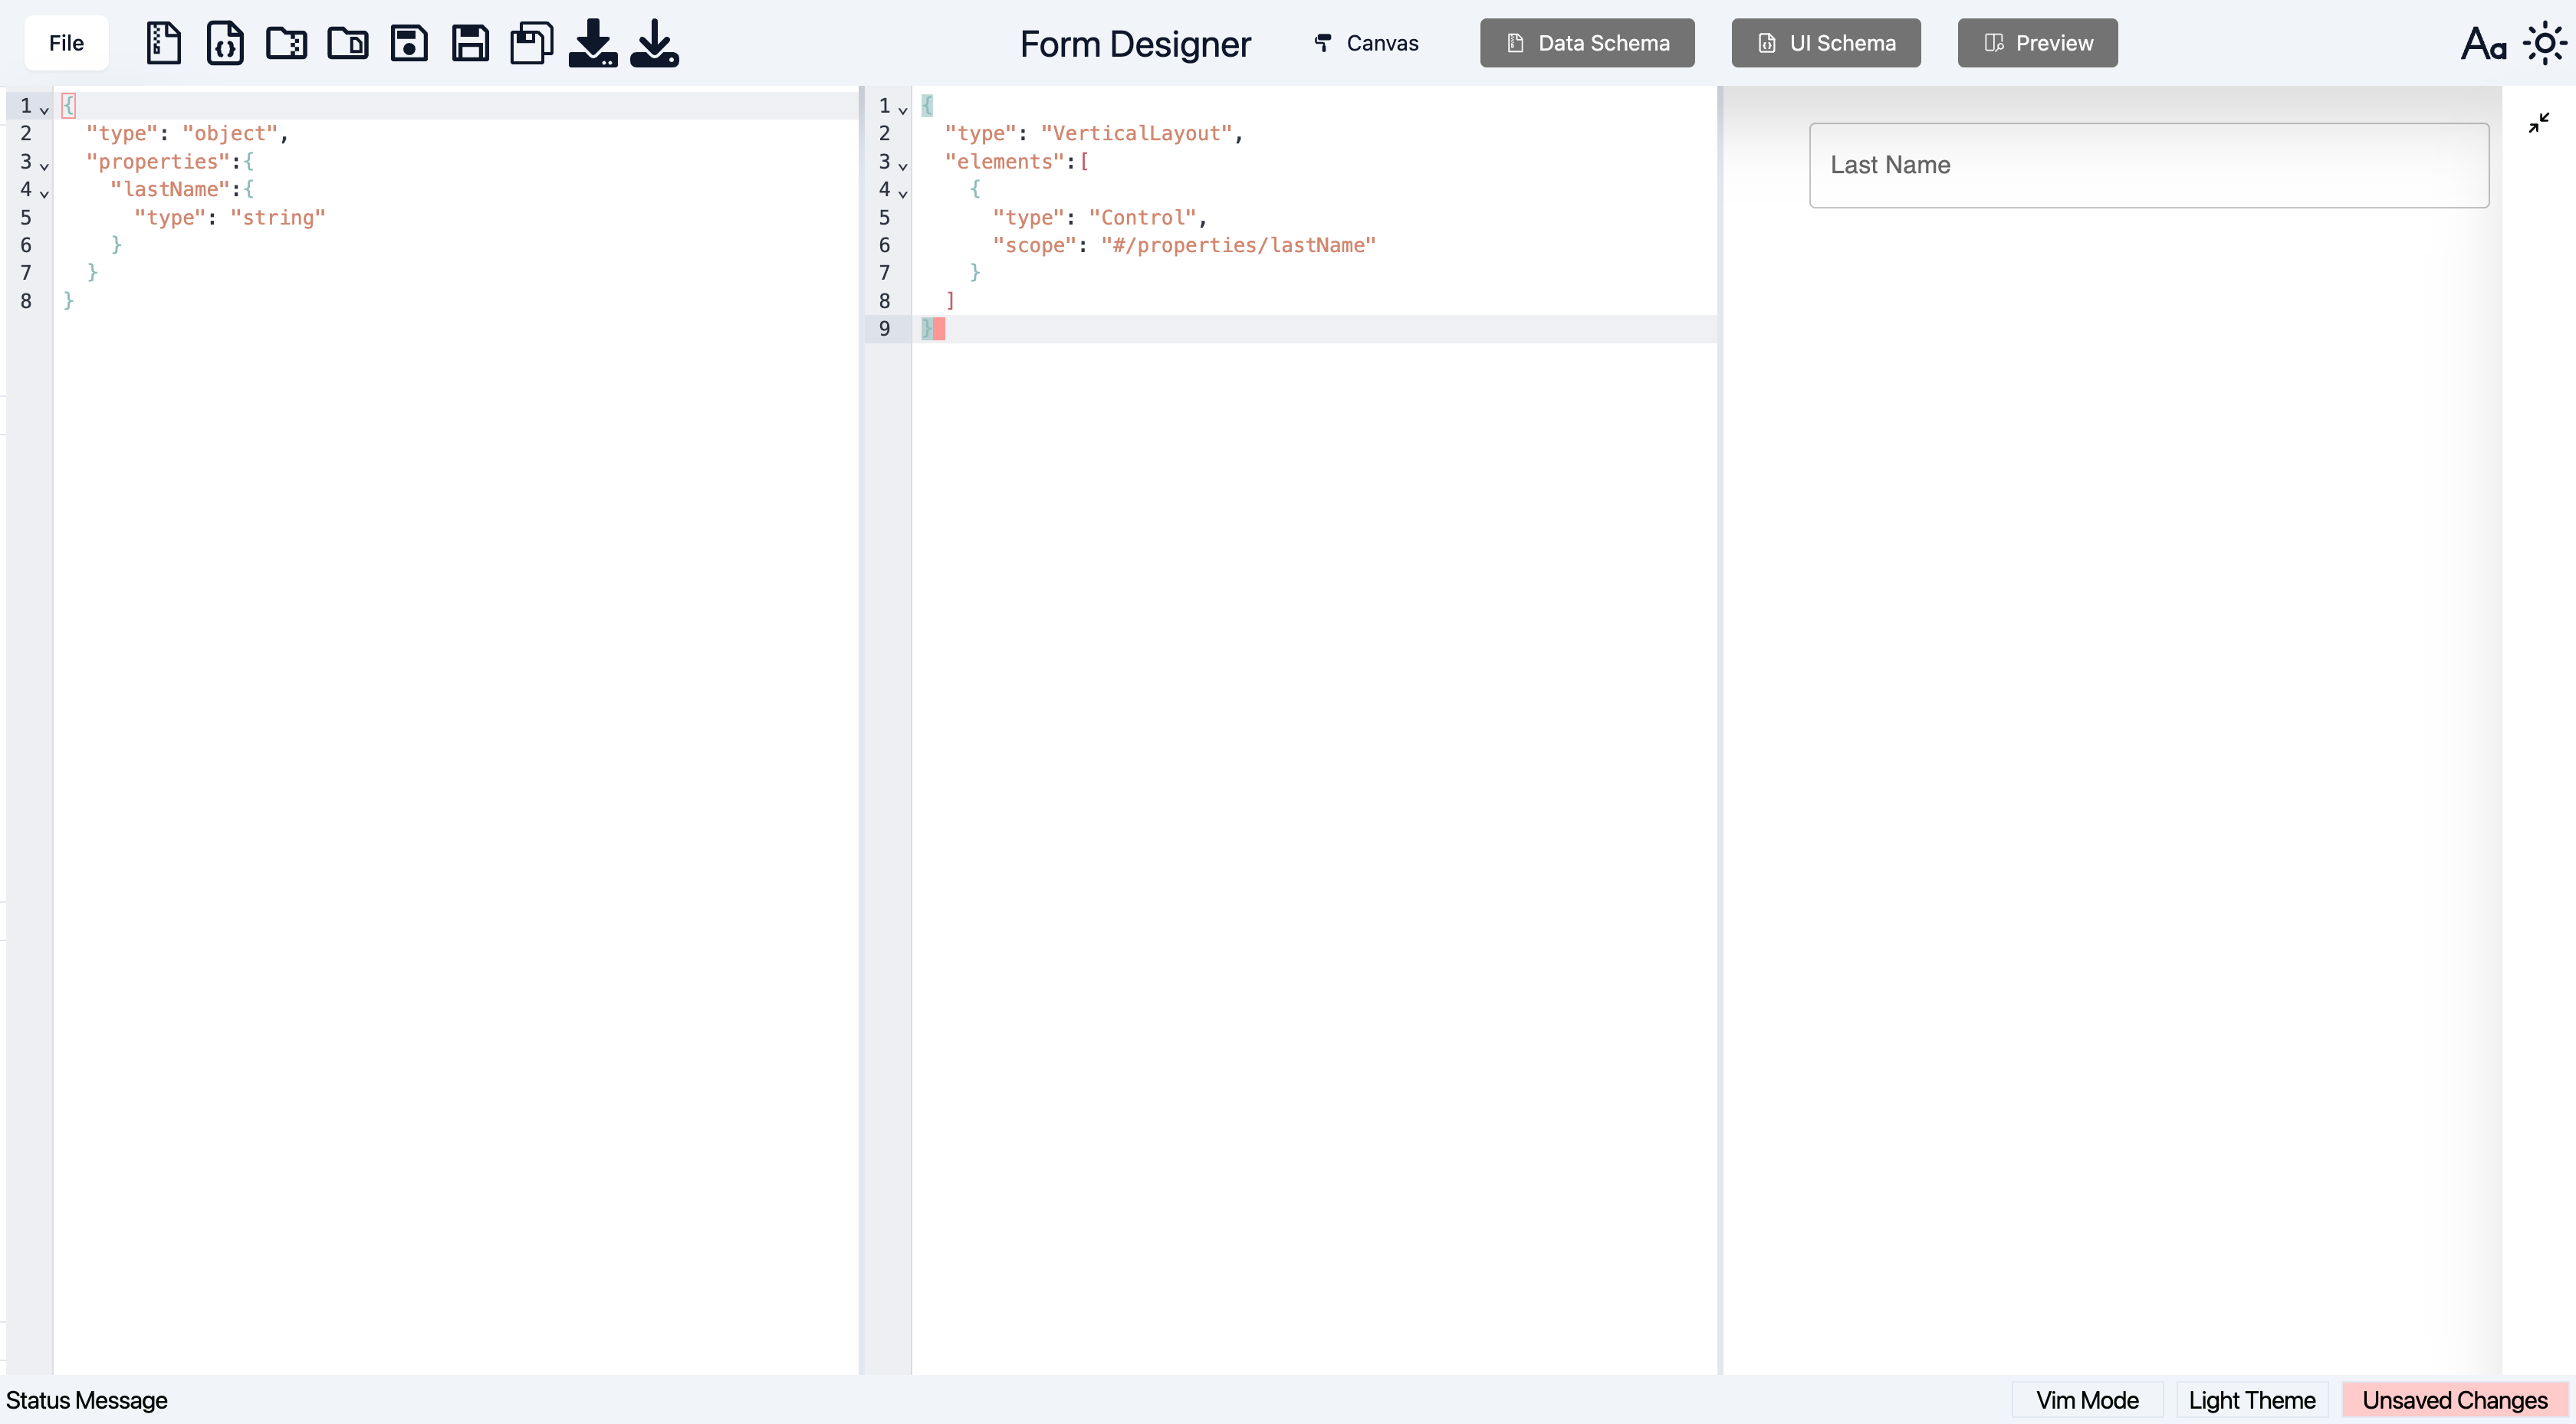 File
Form Designer
Canvas
Data Schema
UI Schema
Preview
Aa
1 {
2 "type": "object",
3 "properties":{
4 "lastName":{
5 "type": "string"
6 }
7 }
8 }
1 {
2 "type": "VerticalLayout",
3 "elements":[
4 {
5 "type": "Control",
6 "scope": "#/properties/lastName"
7 }
8 ]
9 }
Last Name
Status Message
Vim Mode
Light Theme
Unsaved Changes